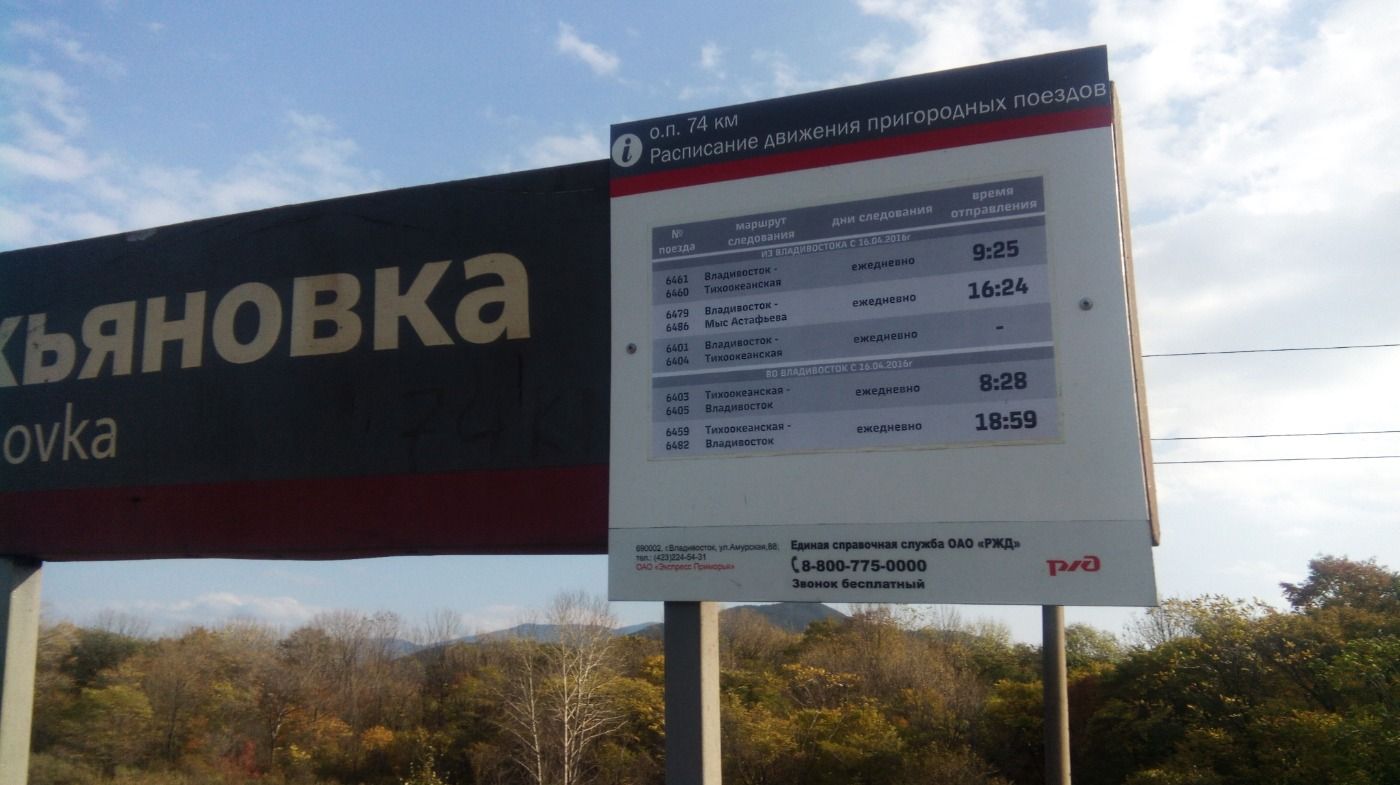 кьяновка
ovka
74 к
i
о.п. 74 км
Расписание движения пригородных поездов
№ поезда маршрут следования дни следования время отправления
ИЗ ВЛАДИВОСТОКА С 16.04.2016г
6461 Владивосток - ежедневно 9:25
6460 Тихоокеанская
6479 Владивосток - ежедневно 16:24
6486 Мыс Астафьева
6401 Владивосток - ежедневно -
6404 Тихоокеанская
ВО ВЛАДИВОСТОК С 16.04.2016г
6403 Тихоокеанская - ежедневно 8:28
6405 Владивосток
6459 Тихоокеанская - ежедневно 18:59
6482 Владивосток
690002, г.Владивосток, ул.Амурская,88,
тел.: (423)224-54-31
ОАО «Экспресс Приморья»
Единая справочная служба ОАО «РЖД»
8-800-775-0000
Звонок бесплатный
ржд